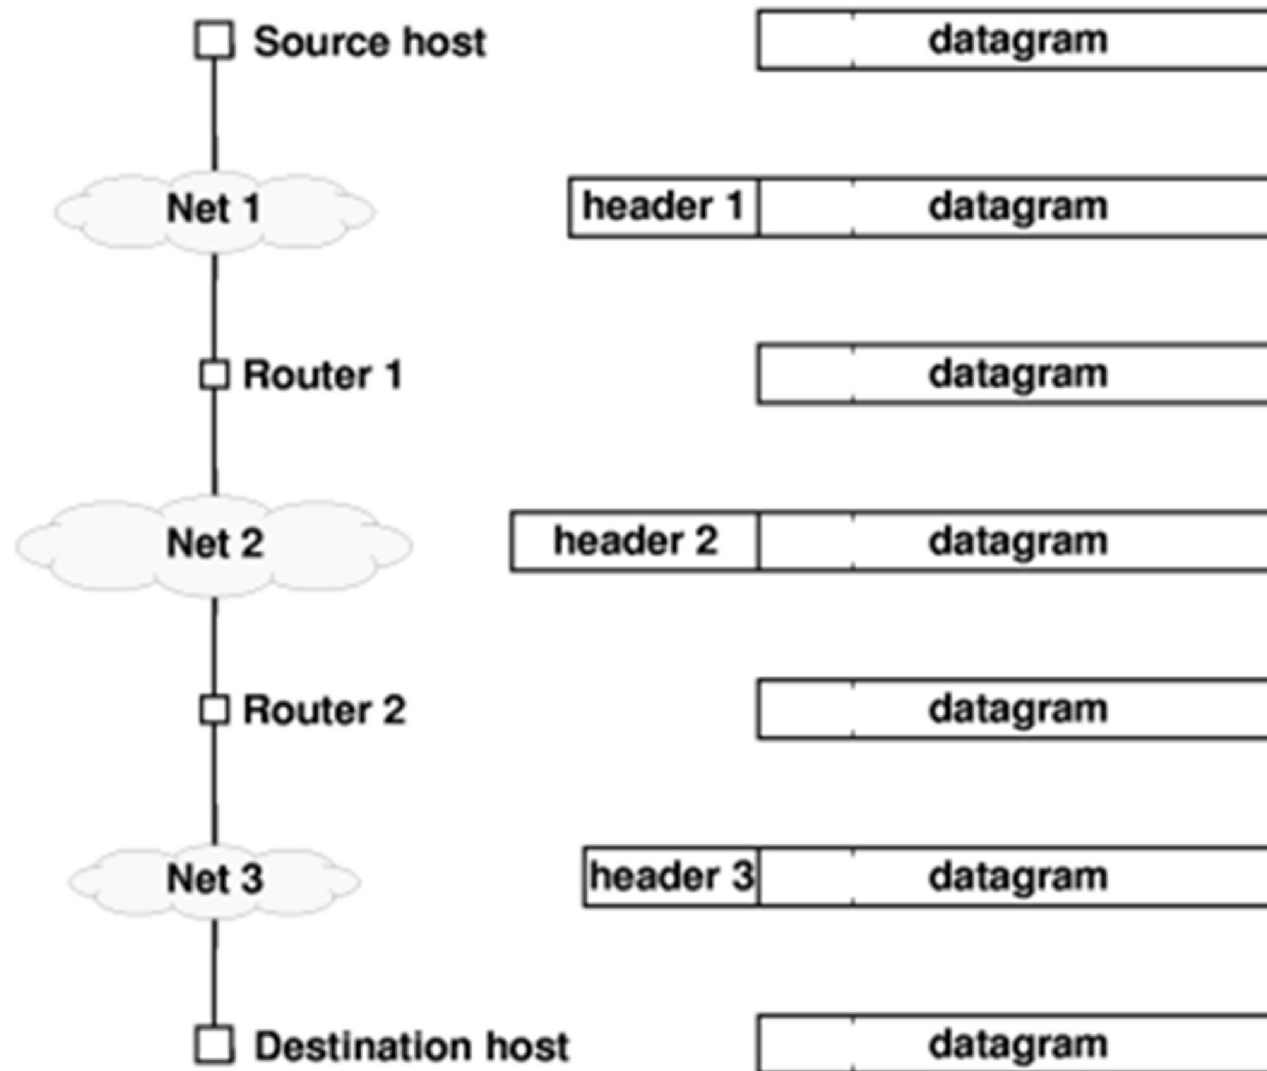 Source host datagram
Net 1 header 1 datagram
Router 1 datagram
Net 2 header 2 datagram
Router 2 datagram
Net 3 header 3 datagram
Destination host datagram